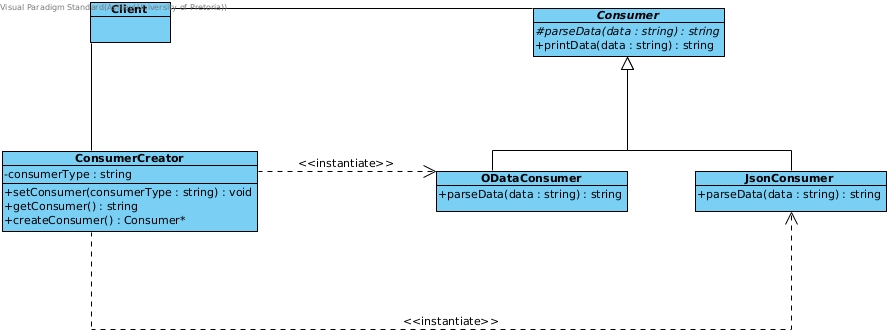 Visual Paradigm Standard(
University of Pretoria))
Client
Consumer
#parseData(data : string) : string
+printData(data : string) : string
ConsumerCreator
-consumerType : string
+setConsumer(consumerType : string) : void
+getConsumer() : string
+createConsumer() : Consumer*
<<instantiate>>
ODataConsumer
+parseData(data : string) : string
JsonConsumer
+parseData(data : string) : string
<<instantiate>>